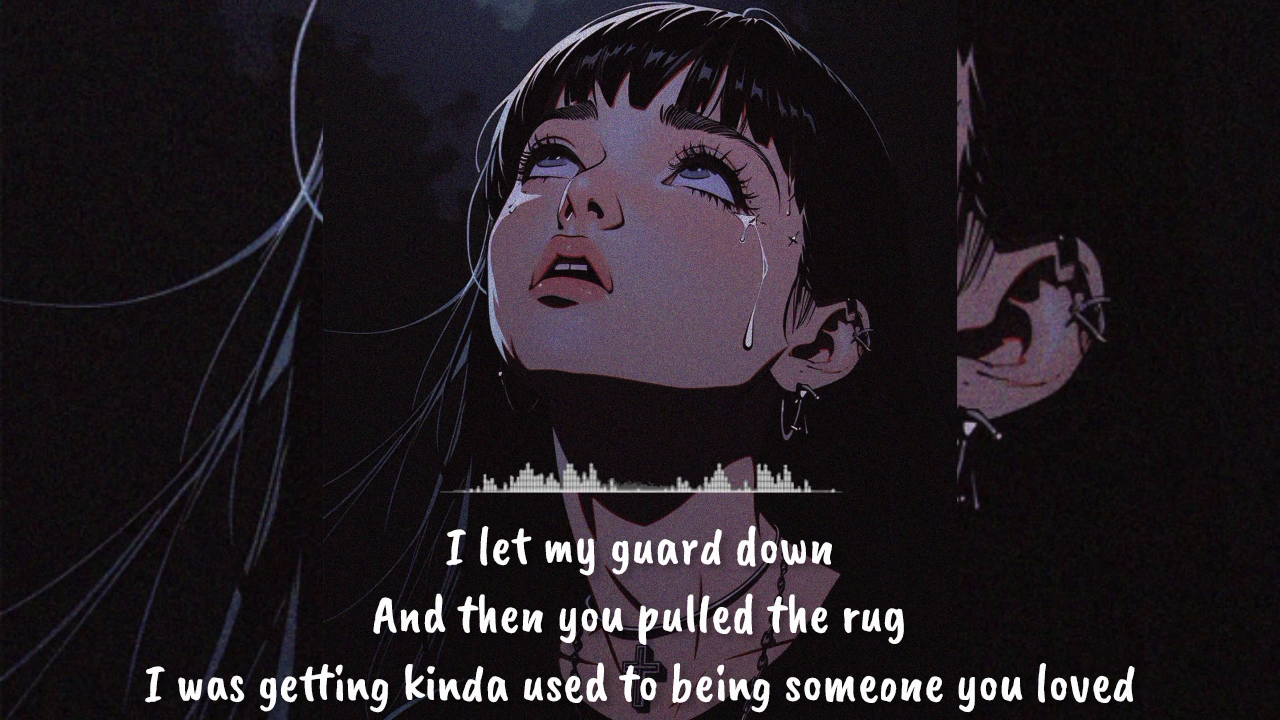 I let my guard down
And then you pulled the rug
I was getting kinda used to being someone you loved